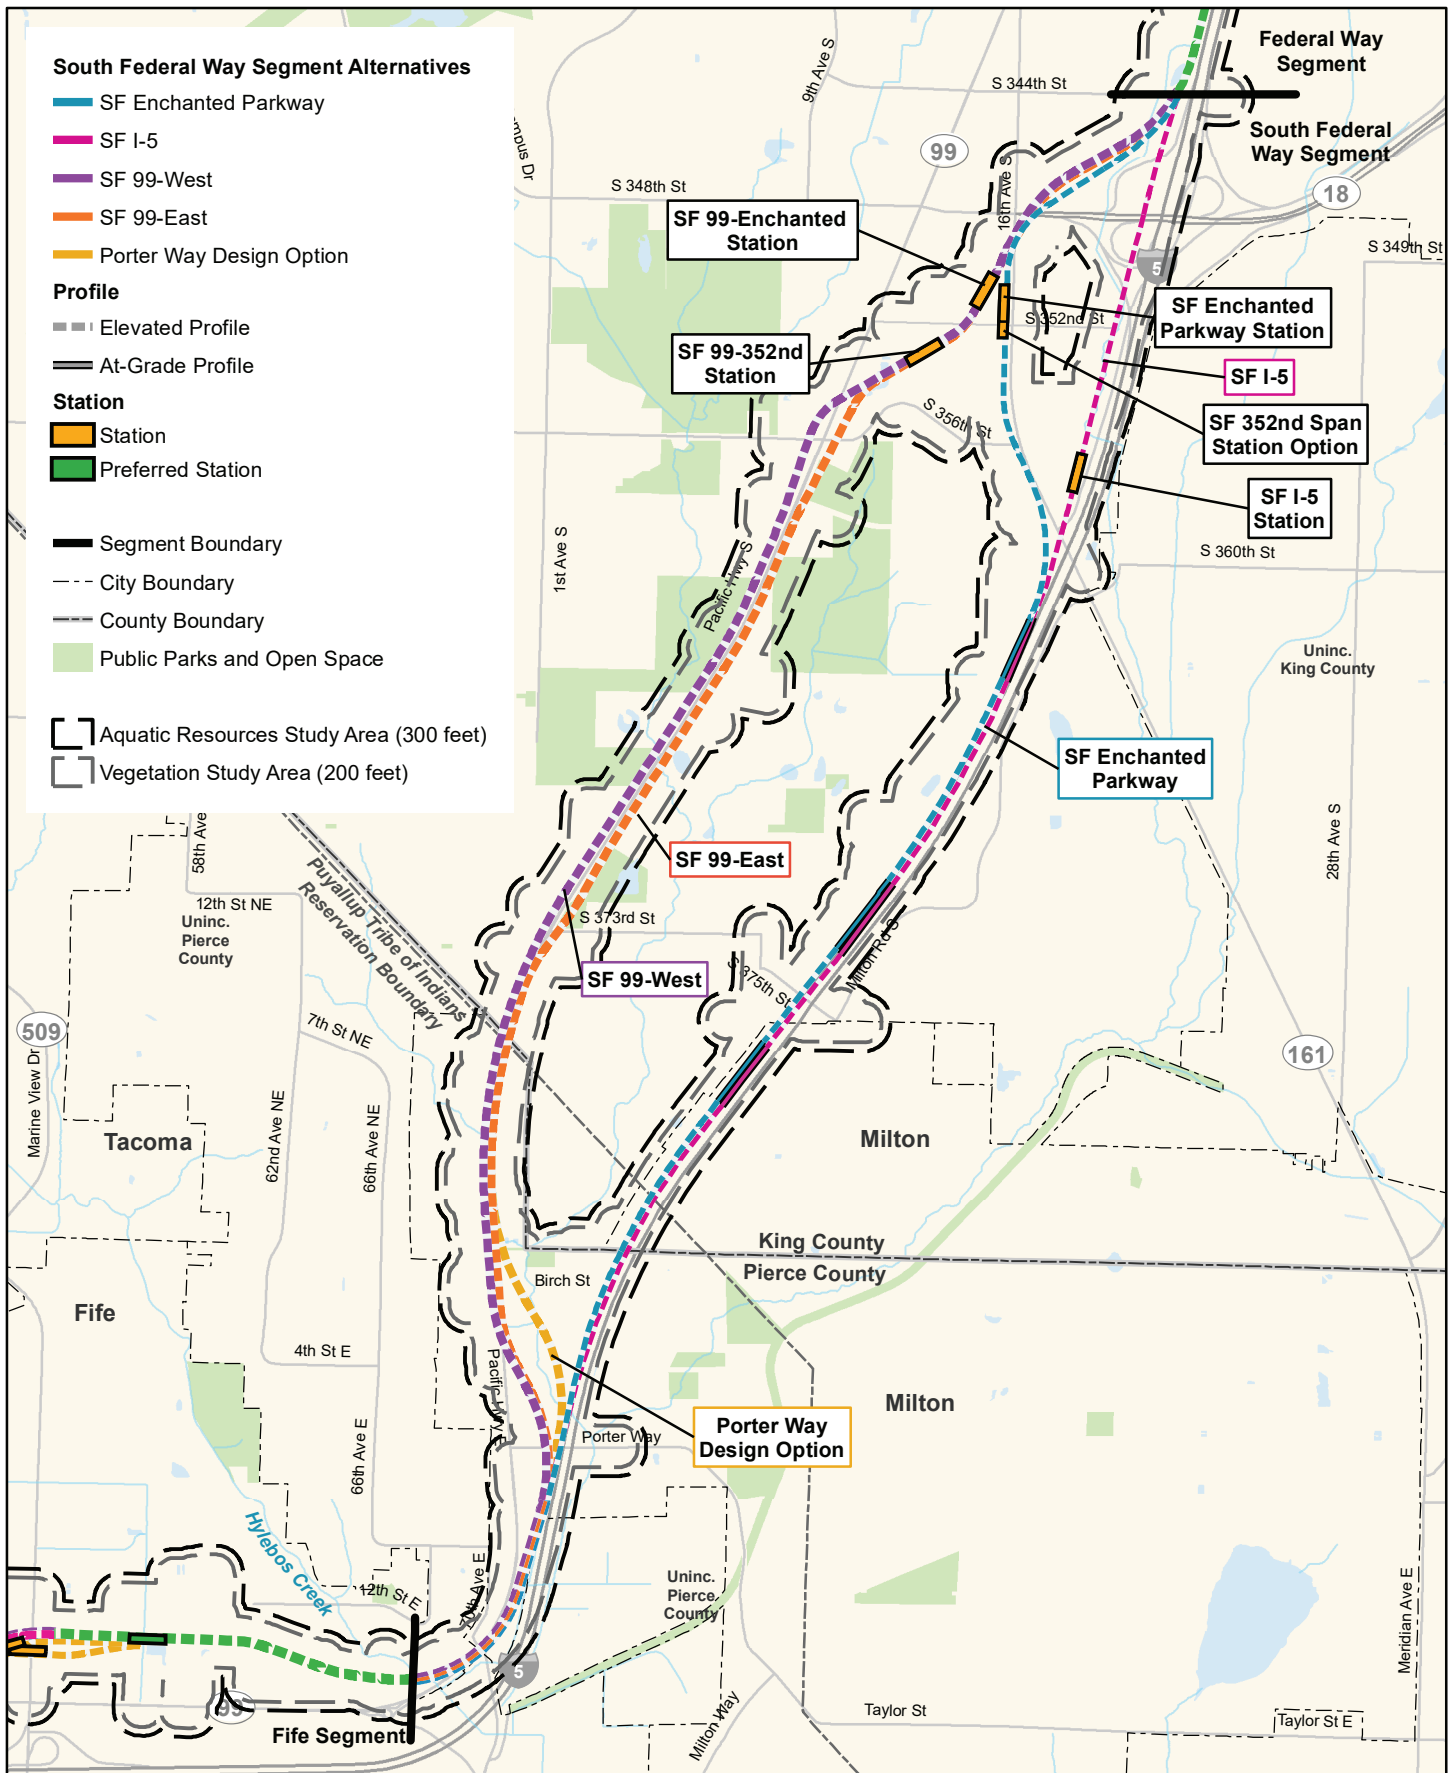 South Federal Way Segment Alternatives
SF Enchanted Parkway
SF I-5
SF 99-West
SF 99-East
Porter Way Design Option
Profile
Elevated Profile
At-Grade Profile
Station
Station
Preferred Station
Segment Boundary
City Boundary
County Boundary
Public Parks and Open Space
Aquatic Resources Study Area (300 feet)
Vegetation Study Area (200 feet)
Federal Way
Segment
South Federal
Way Segment
S 344th St
9th Ave S
99
mpus Dr
S 348th St
16th Ave S
18
S 349th St
5
SF 99-Enchanted
Station
SF Enchanted
Parkway Station
S 352nd St
SF 99-352nd
Station
SF I-5
SF 352nd Span
Station Option
S 356th St
SF I-5
Station
S 360th St
1st Ave S
Pacific Hwy S
Uninc.
King County
SF Enchanted
Parkway
28th Ave S
SF 99-East
58th Ave
12th St NE
Uninc.
Pierce
County
Puyallup Tribe of Indians
Reservation Boundary
S 373rd St
SF 99-West
S 375th St
Milton Rd S
509
Marine View Dr
7th St NE
161
62nd Ave NE
66th Ave NE
Tacoma
Milton
King County
Pierce County
Birch St
Fife
4th St E
Pacific Hwy E
Milton
Porter Way
Design Option
Porter Way
66th Ave E
Hylebos Creek
12th St E
70th Ave E
Uninc.
Pierce
County
Meridian Ave E
5
99
Fife Segment
Milton Way
Taylor St
Taylor St E